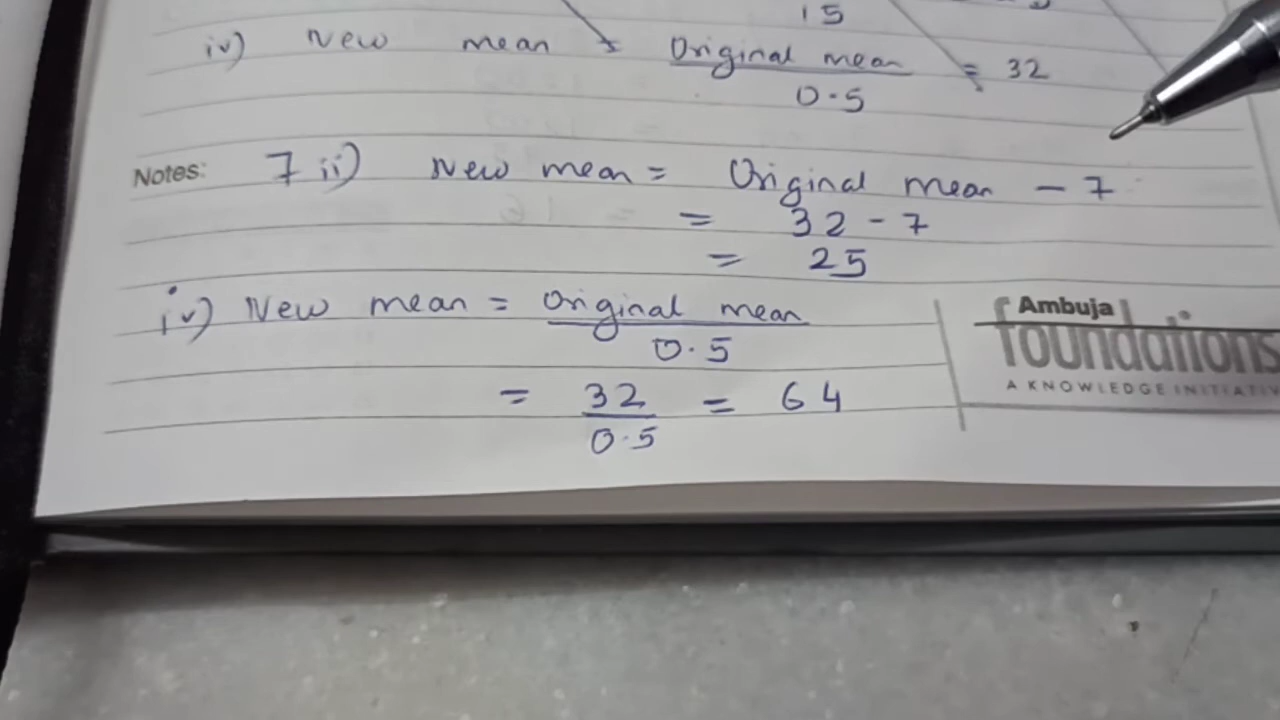 15
iv) New mean = Original mean / 0.5 = 32
Notes: 7 ii) New mean = Original mean - 7
= 32 - 7
= 25
iv) New mean = Original mean / 0.5
= 32 / 0.5 = 64
Ambuja
foundations
A KNOWLEDGE INITIATIV